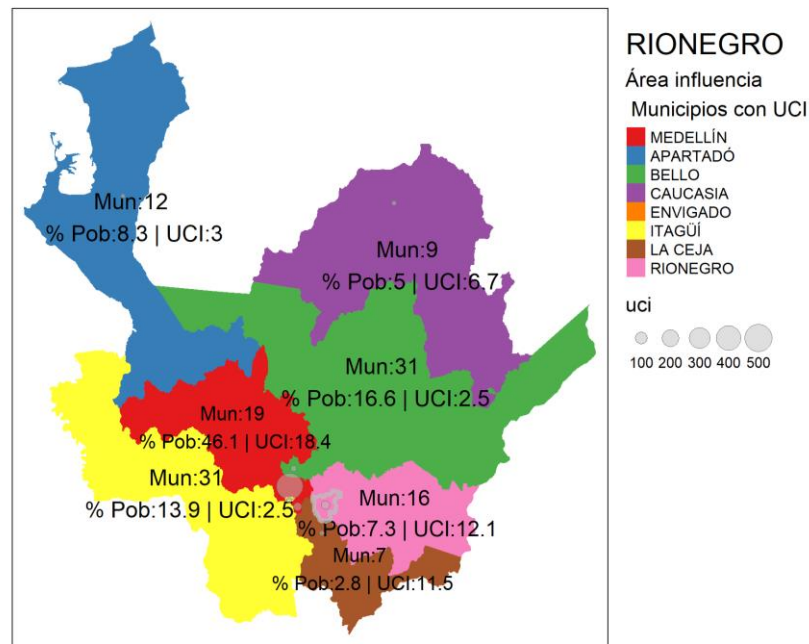 RIONEGRO
Área influencia
Municipios con UCI
MEDELLÍN
APARTADÓ
BELLO
CAUCASIA
ENVIGADO
ITAGÜÍ
LA CEJA
RIONEGRO
uci
100 200 300 400 500
Mun:12
% Pob:8.3 | UCI:3
Mun:9
% Pob:5 | UCI:6.7
Mun:31
% Pob:16.6 | UCI:2.5
Mun:19
% Pob:46.1 | UCI:18.4
Mun:31
% Pob:13.9 | UCI:2.5
Mun:16
% Pob:7.3 | UCI:12.1
Mun:7
% Pob:2.8 | UCI:11.5